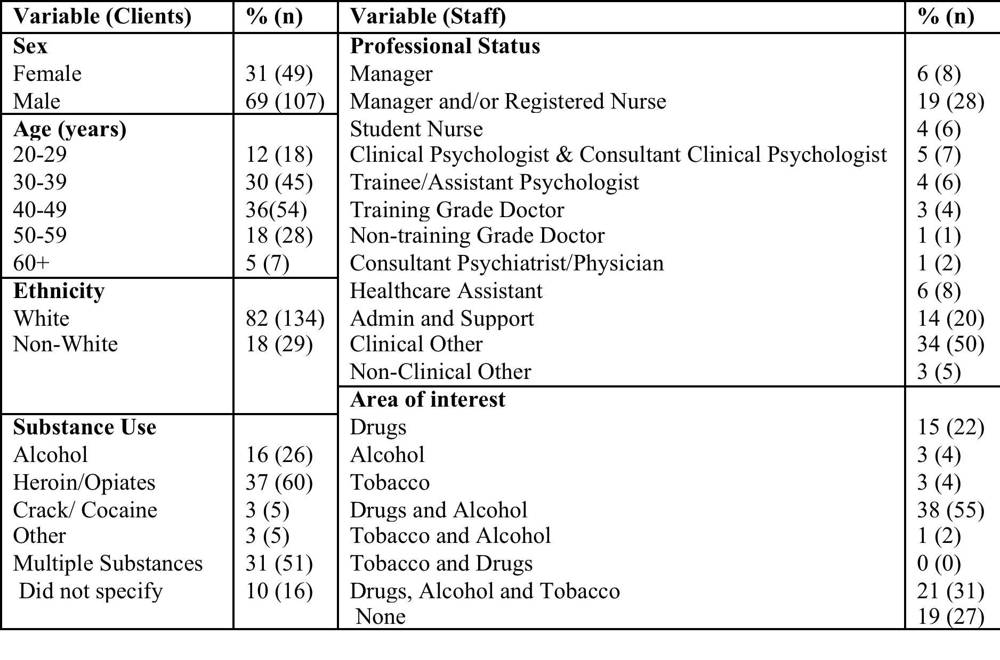 Variable (Clients) % (n) Variable (Staff) % (n)
Sex Professional Status
Female 31 (49) Manager 6 (8)
Male 69 (107) Manager and/or Registered Nurse 19 (28)
Age (years) Student Nurse 4 (6)
20-29 12 (18) Clinical Psychologist & Consultant Clinical Psychologist 5 (7)
30-39 30 (45) Trainee/Assistant Psychologist 4 (6)
40-49 36(54) Training Grade Doctor 3 (4)
50-59 18 (28) Non-training Grade Doctor 1 (1)
60+ 5 (7) Consultant Psychiatrist/Physician 1 (2)
Ethnicity Healthcare Assistant 6 (8)
White 82 (134) Admin and Support 14 (20)
Non-White 18 (29) Clinical Other 34 (50)
Non-Clinical Other 3 (5)
Area of interest
Substance Use Drugs 15 (22)
Alcohol 16 (26) Alcohol 3 (4)
Heroin/Opiates 37 (60) Tobacco 3 (4)
Crack/ Cocaine 3 (5) Drugs and Alcohol 38 (55)
Other 3 (5) Tobacco and Alcohol 1 (2)
Multiple Substances 31 (51) Tobacco and Drugs 0 (0)
Did not specify 10 (16) Drugs, Alcohol and Tobacco 21 (31)
None 19 (27)